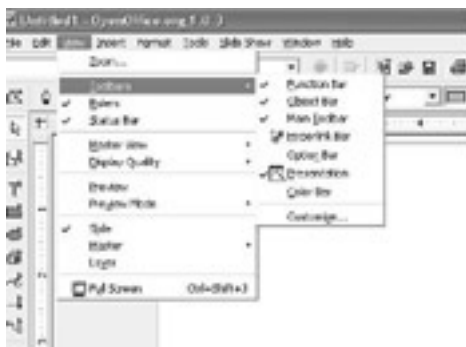 Untitled1 - OpenOffice.org 1.0.3
File Edit View Insert Format Tools Slide Show Window Help
Zoom...
Toolbars
Function Bar
Rulers
Object Bar
Status Bar
Main Toolbar
Hyperlink Bar
Master View
Option Bar
Display Quality
Presentation
Preview
Color Bar
Preview Mode
Customize...
Slide
Master
Layer
Full Screen Ctrl+Shift+J